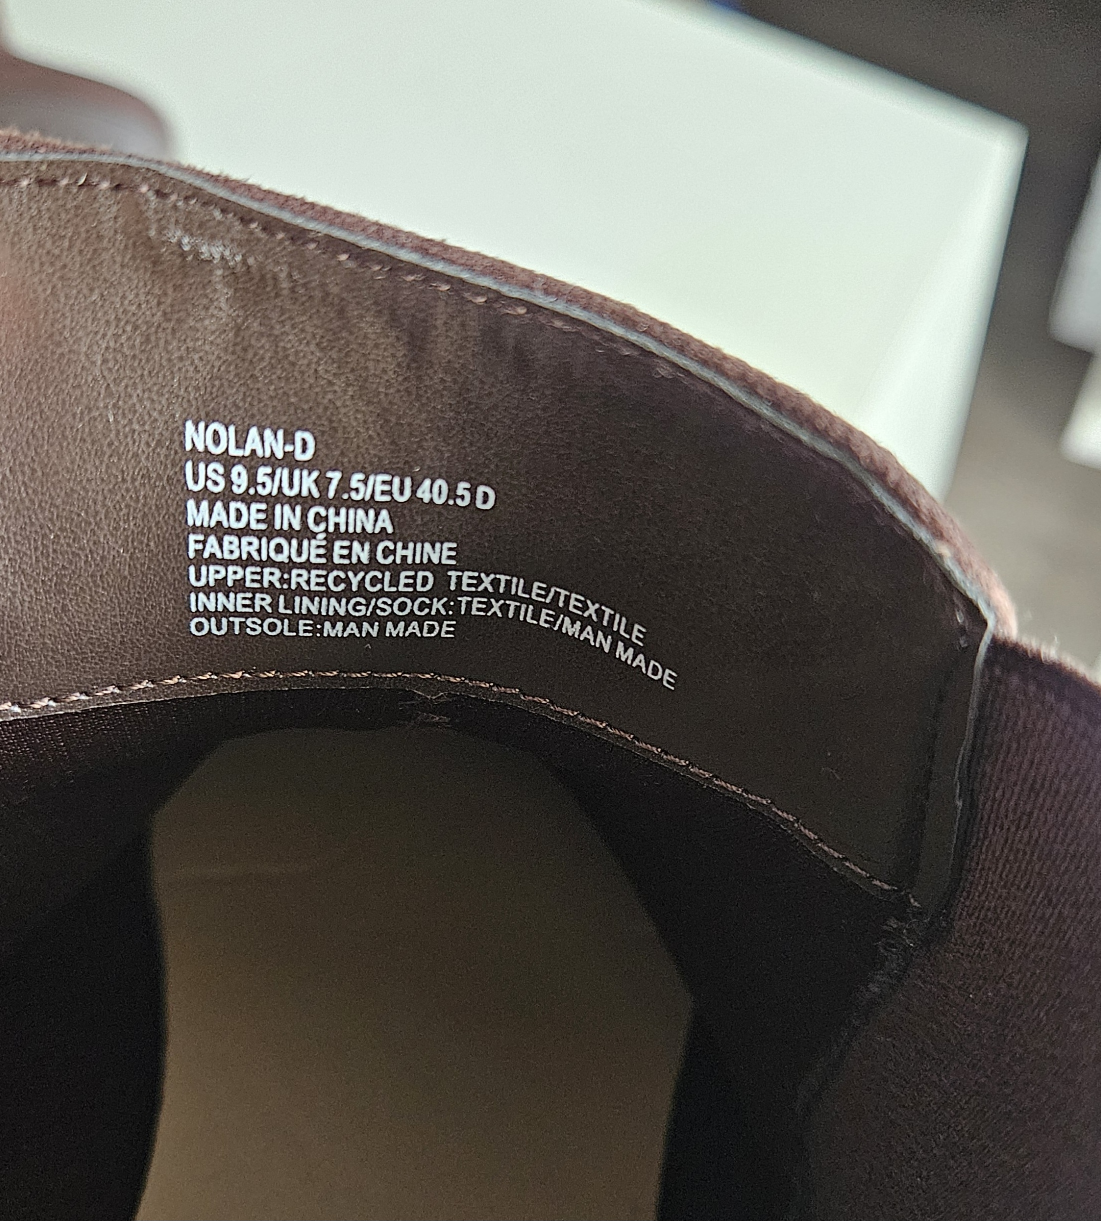 NOLAN-D
US 9.5/UK 7.5/EU 40.5 D
MADE IN CHINA
FABRIQUÉ EN CHINE
UPPER:RECYCLED TEXTILE/TEXTILE
INNER LINING/SOCK:TEXTILE/MAN MADE
OUTSOLE:MAN MADE